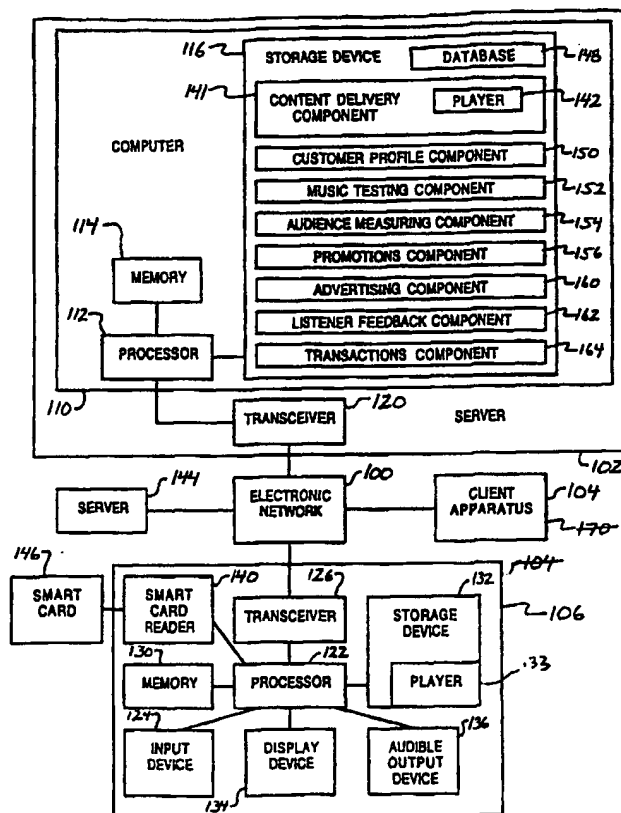 116
STORAGE DEVICE
DATABASE
148
141
CONTENT DELIVERY
COMPONENT
PLAYER
142
COMPUTER
CUSTOMER PROFILE COMPONENT
150
MUSIC TESTING COMPONENT
152
114
AUDIENCE MEASURING COMPONENT
154
MEMORY
PROMOTIONS COMPONENT
156
112
ADVERTISING COMPONENT
160
PROCESSOR
LISTENER FEEDBACK COMPONENT
162
TRANSACTIONS COMPONENT
164
110
TRANSCEIVER
120
SERVER
102
144
SERVER
100
ELECTRONIC
NETWORK
CLIENT
APPARATUS
104
170
146
SMART
CARD
140
SMART
CARD
READER
126
TRANSCEIVER
132
STORAGE
DEVICE
104
106
130
MEMORY
122
PROCESSOR
PLAYER
133
124
INPUT
DEVICE
DISPLAY
DEVICE
134
AUDIBLE
OUTPUT
DEVICE
136